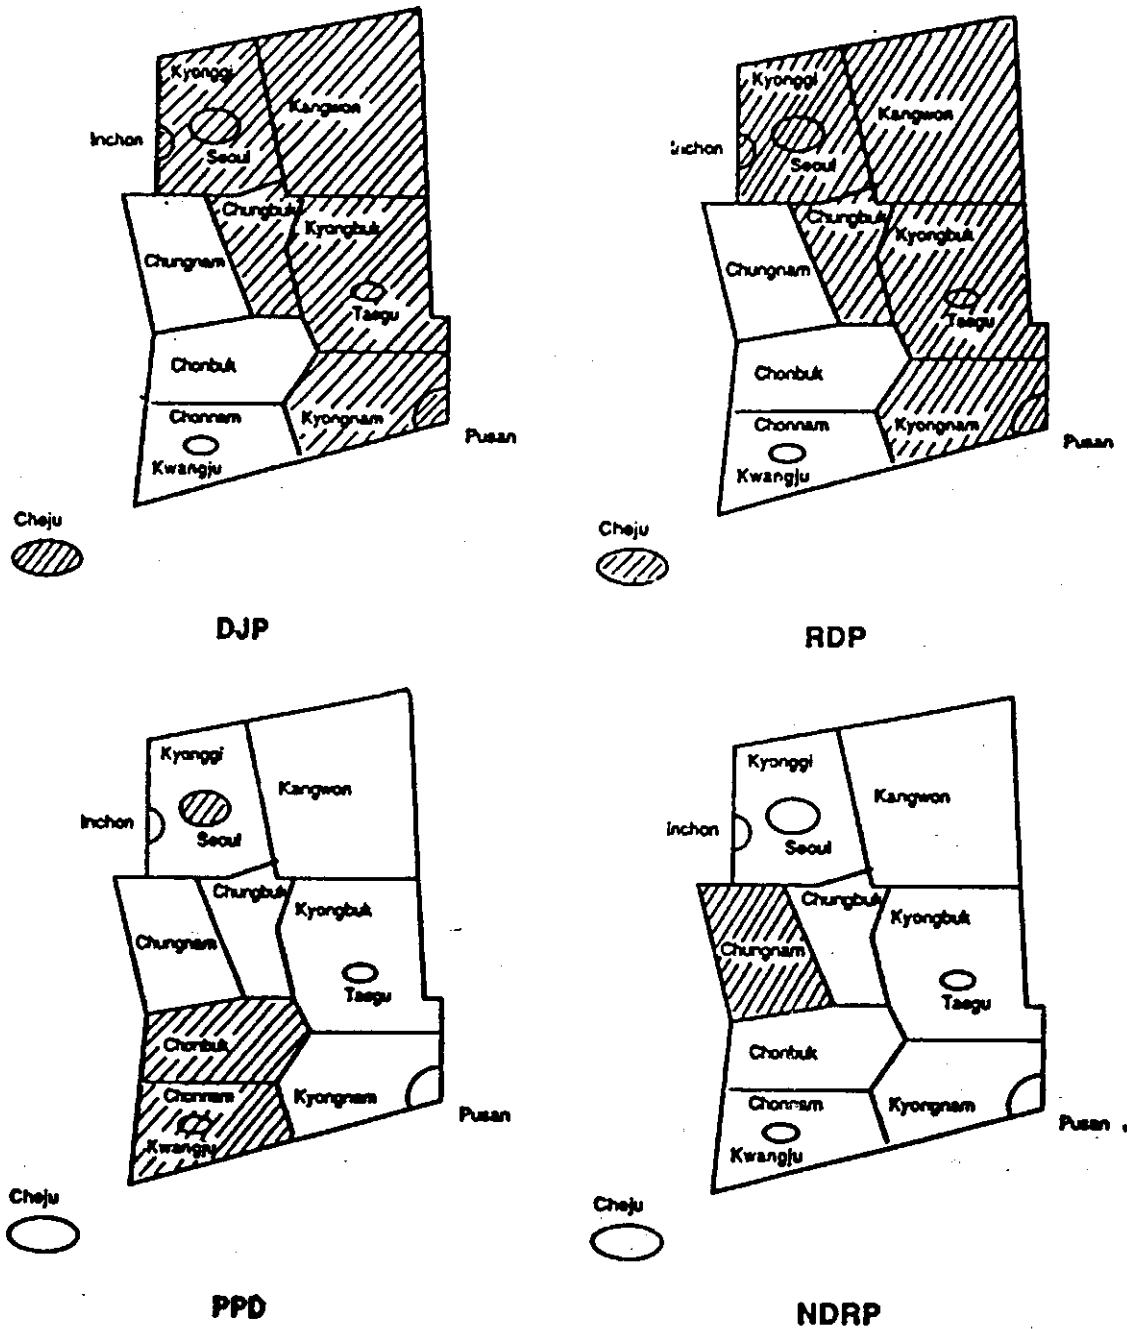 Kyonggi
Kangwon
Inchon
Seoul
Chungbuk
Kyongbuk
Chungnam
Taegu
Chonbuk
Chonnam
Kyongnam
Pusan
Kwangju
Cheju
DJP
Kyonggi
Kangwon
Inchon
Seoul
Chungbuk
Kyongbuk
Chungnam
Taegu
Chonbuk
Chonnam
Kyongnam
Pusan
Kwangju
Cheju
RDP
Kyonggi
Kangwon
Inchon
Seoul
Chungbuk
Kyongbuk
Chungnam
Taegu
Chonbuk
Chonnam
Kyongnam
Pusan
Kwangju
Cheju
PPD
Kyonggi
Kangwon
Inchon
Seoul
Chungbuk
Kyongbuk
Chungnam
Taegu
Chonbuk
Chonnam
Kyongnam
Pusan
Kwangju
Cheju
NDRP